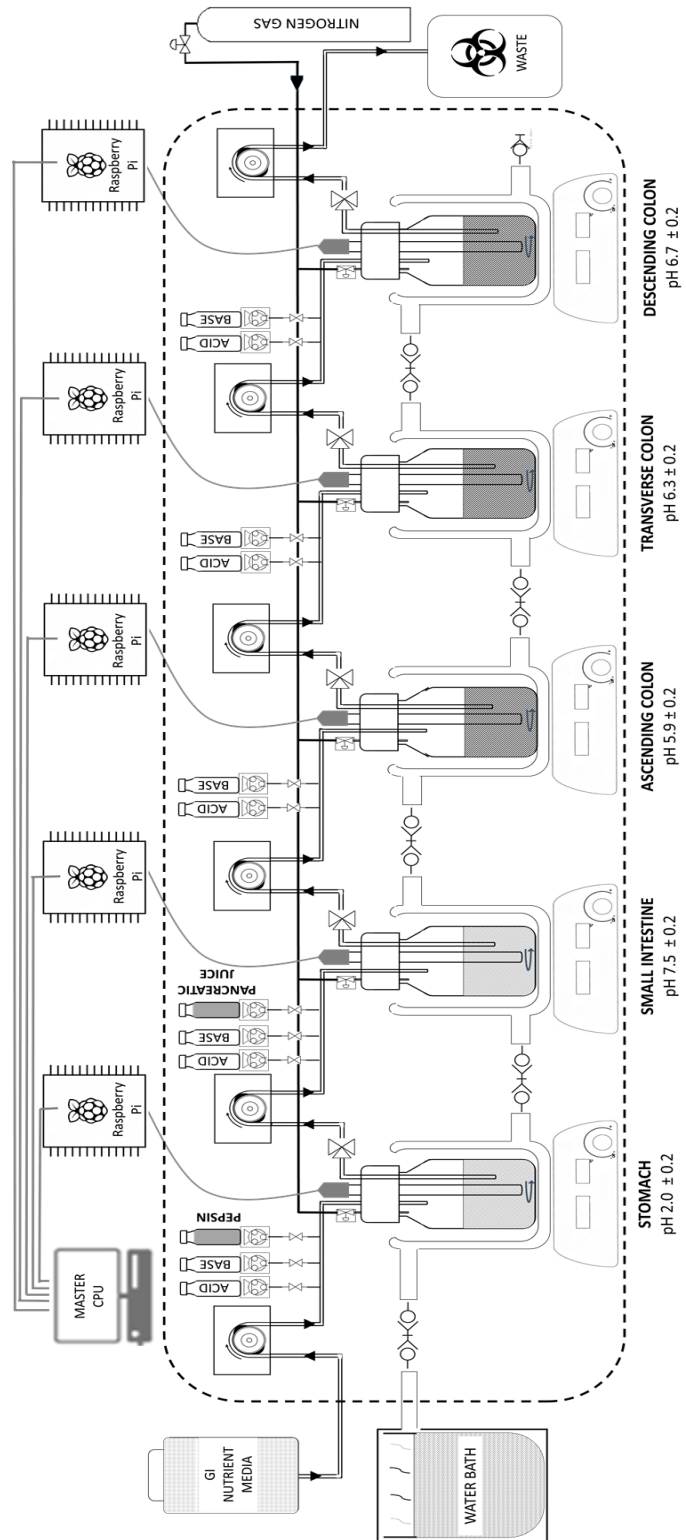 MASTER
CPU
Raspberry
Pi
Raspberry
Pi
Raspberry
Pi
Raspberry
Pi
Raspberry
Pi
GI
NUTRIENT
MEDIA
ACID
BASE
PEPSIN
ACID
BASE
PANCREATIC
JUICE
ACID
BASE
ACID
BASE
ACID
BASE
NITROGEN GAS
WASTE
WATER BATH
STOMACH
pH 2.0 ± 0.2
SMALL INTESTINE
pH 7.5 ± 0.2
ASCENDING COLON
pH 5.9 ± 0.2
TRANSVERSE COLON
pH 6.3 ± 0.2
DESCENDING COLON
pH 6.7 ± 0.2